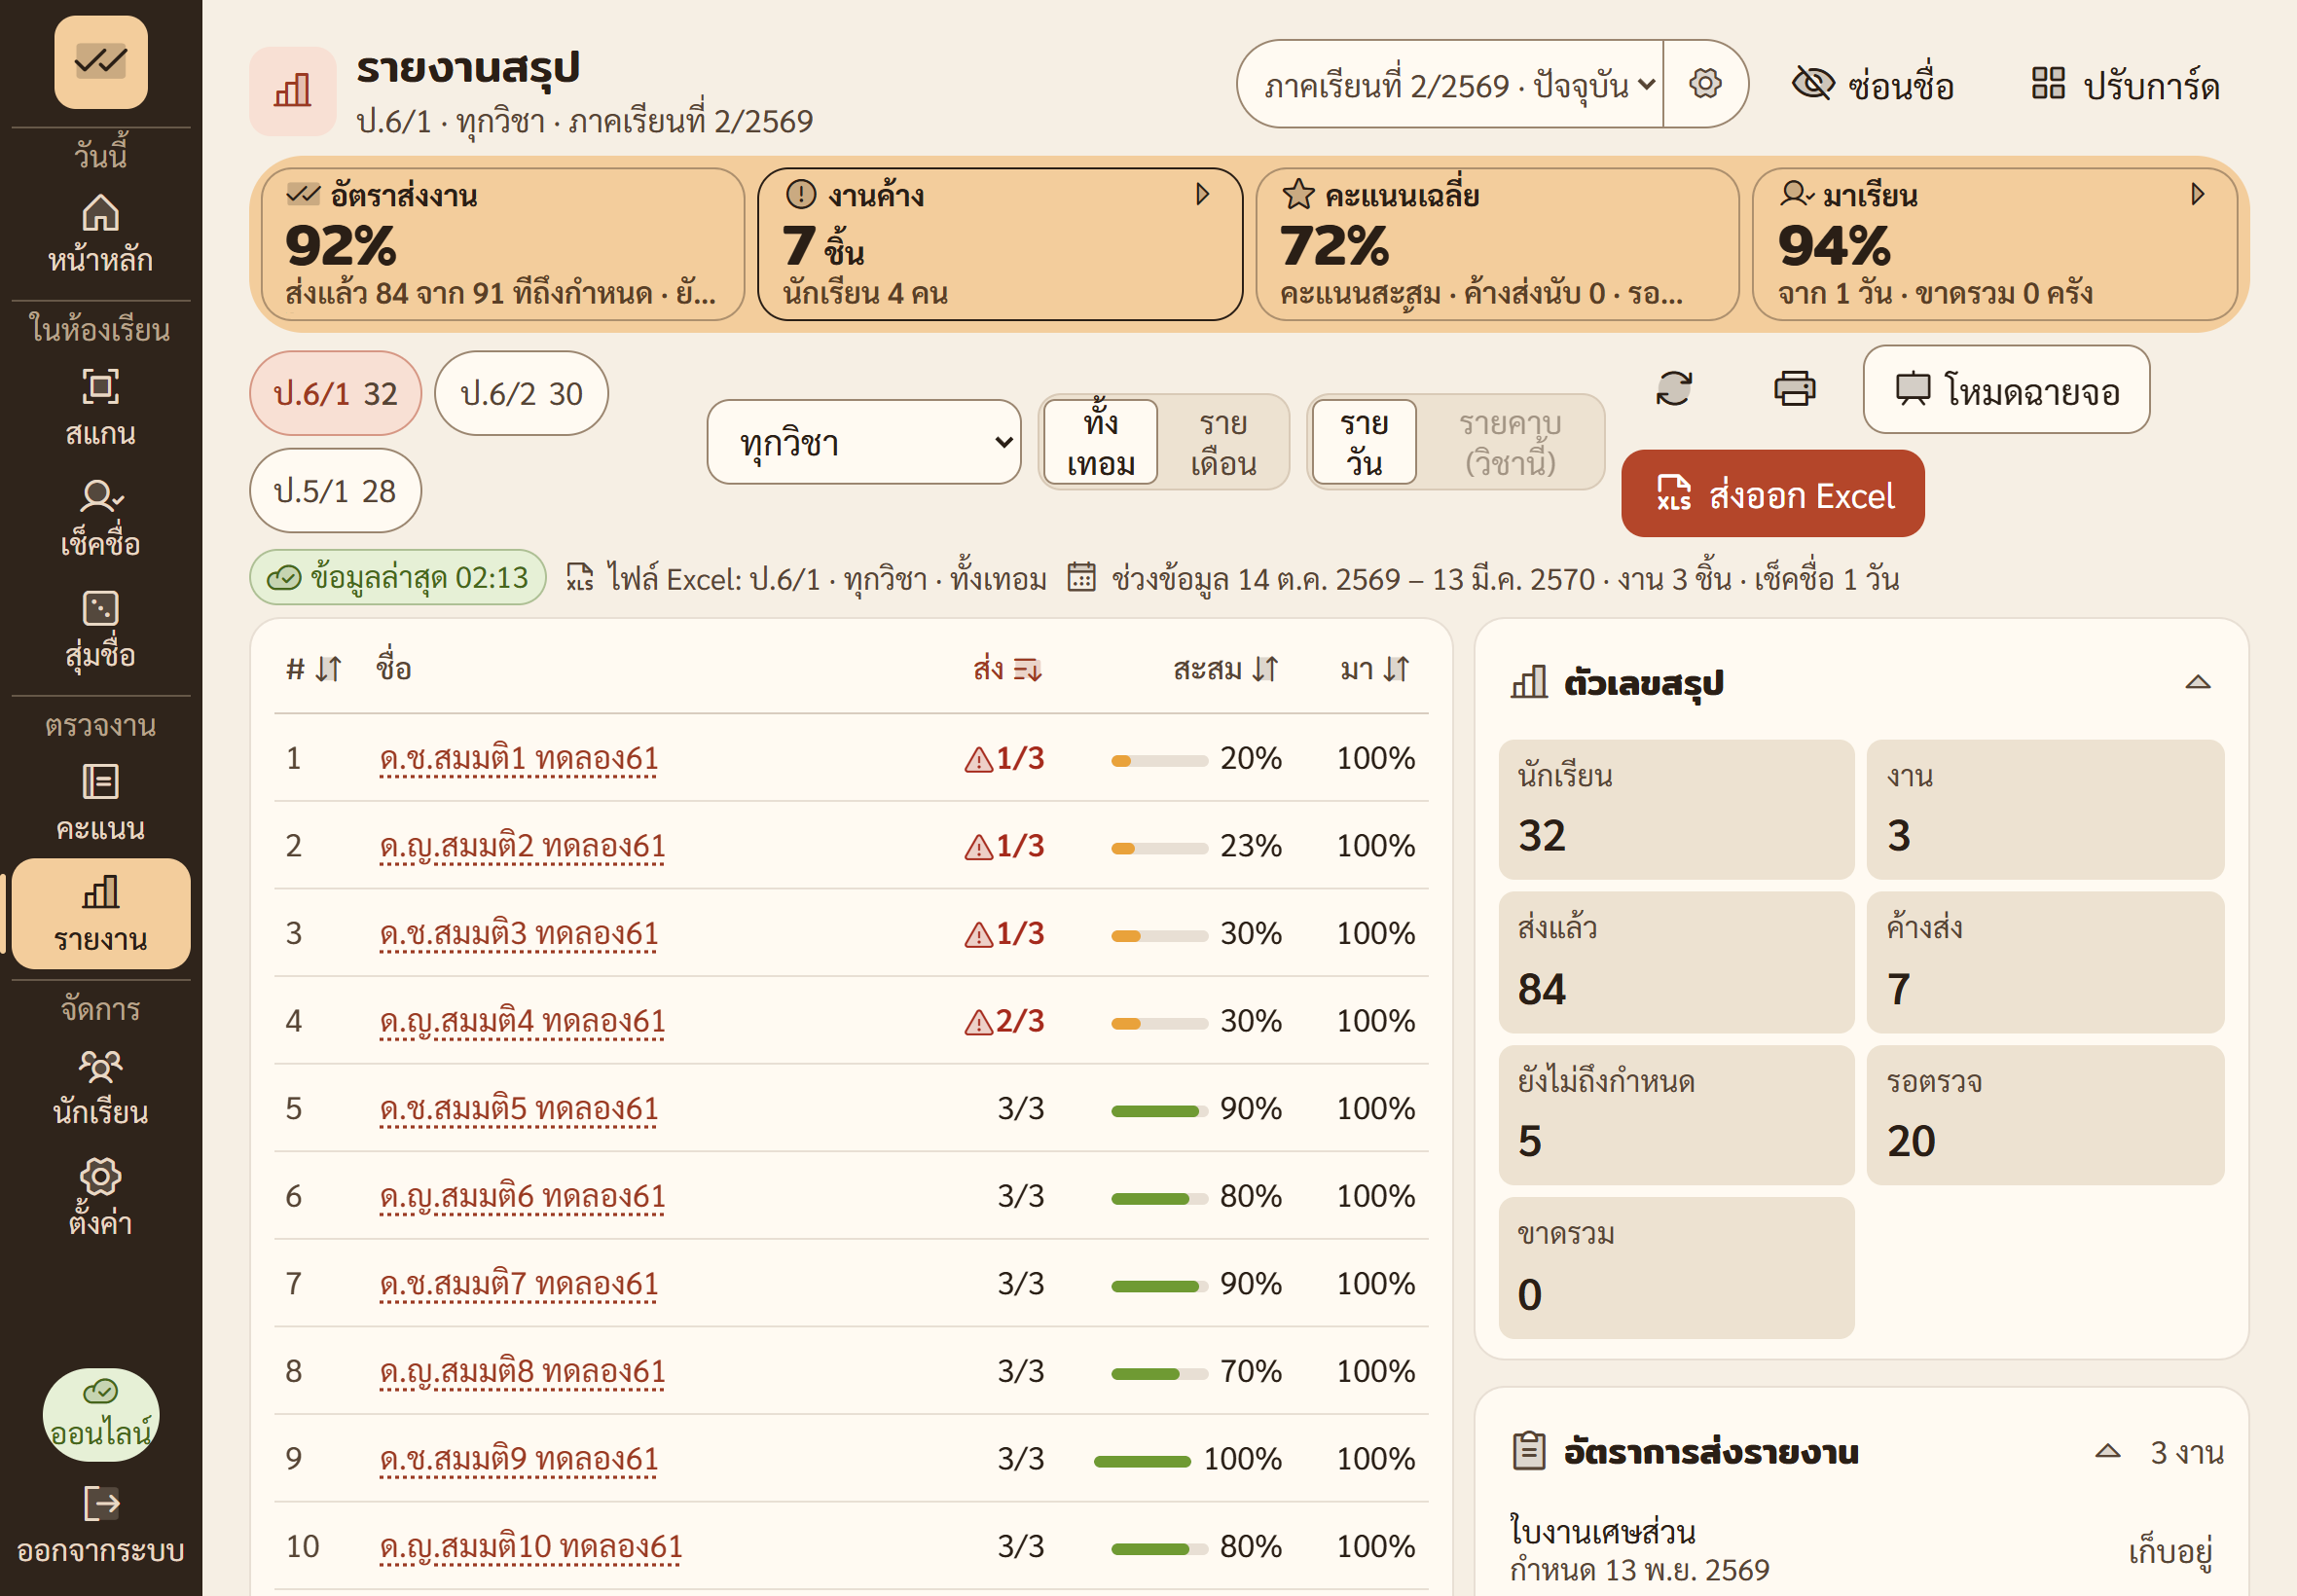 วันนี้
หน้าหลัก
ในห้องเรียน
สแกน
เช็คชื่อ
สุ่มชื่อ
ตรวจงาน
คะแนน
รายงาน
จัดการ
นักเรียน
ตั้งค่า
ออนไลน์
ออกจากระบบ
รายงานสรุป
ป.6/1 · ทุกวิชา · ภาคเรียนที่ 2/2569
ภาคเรียนที่ 2/2569 · ปัจจุบัน
ซ่อนชื่อ
ปรับการ์ด
อัตราส่งงาน
92%
ส่งแล้ว 84 จาก 91 ที่ถึงกำหนด · ยั...
งานค้าง
7 ชิ้น
นักเรียน 4 คน
คะแนนเฉลี่ย
72%
คะแนนสะสม · ค้างส่งนับ 0 · รอ...
มาเรียน
94%
จาก 1 วัน · ขาดรวม 0 ครั้ง
ป.6/1 32
ป.6/2 30
ป.5/1 28
ทุกวิชา
ทั้ง
เทอม
ราย
เดือน
ราย
วัน
รายคาบ
(วิชานี้)
โหมดฉายจอ
XLS ส่งออก Excel
ข้อมูลล่าสุด 02:13
XLS ไฟล์ Excel: ป.6/1 · ทุกวิชา · ทั้งเทอม
ช่วงข้อมูล 14 ต.ค. 2569 – 13 มี.ค. 2570 · งาน 3 ชิ้น · เช็คชื่อ 1 วัน
# ชื่อ ส่ง สะสม มา
1 ด.ช.สมมติ1 ทดลอง61 1/3 20% 100%
2 ด.ญ.สมมติ2 ทดลอง61 1/3 23% 100%
3 ด.ช.สมมติ3 ทดลอง61 1/3 30% 100%
4 ด.ญ.สมมติ4 ทดลอง61 2/3 30% 100%
5 ด.ช.สมมติ5 ทดลอง61 3/3 90% 100%
6 ด.ญ.สมมติ6 ทดลอง61 3/3 80% 100%
7 ด.ช.สมมติ7 ทดลอง61 3/3 90% 100%
8 ด.ญ.สมมติ8 ทดลอง61 3/3 70% 100%
9 ด.ช.สมมติ9 ทดลอง61 3/3 100% 100%
10 ด.ญ.สมมติ10 ทดลอง61 3/3 80% 100%
ตัวเลขสรุป
นักเรียน
32
งาน
3
ส่งแล้ว
84
ค้างส่ง
7
ยังไม่ถึงกำหนด
5
รอตรวจ
20
ขาดรวม
0
อัตราการส่งรายงาน
3 งาน
ใบงานเศษส่วน
กำหนด 13 พ.ย. 2569
เก็บอยู่